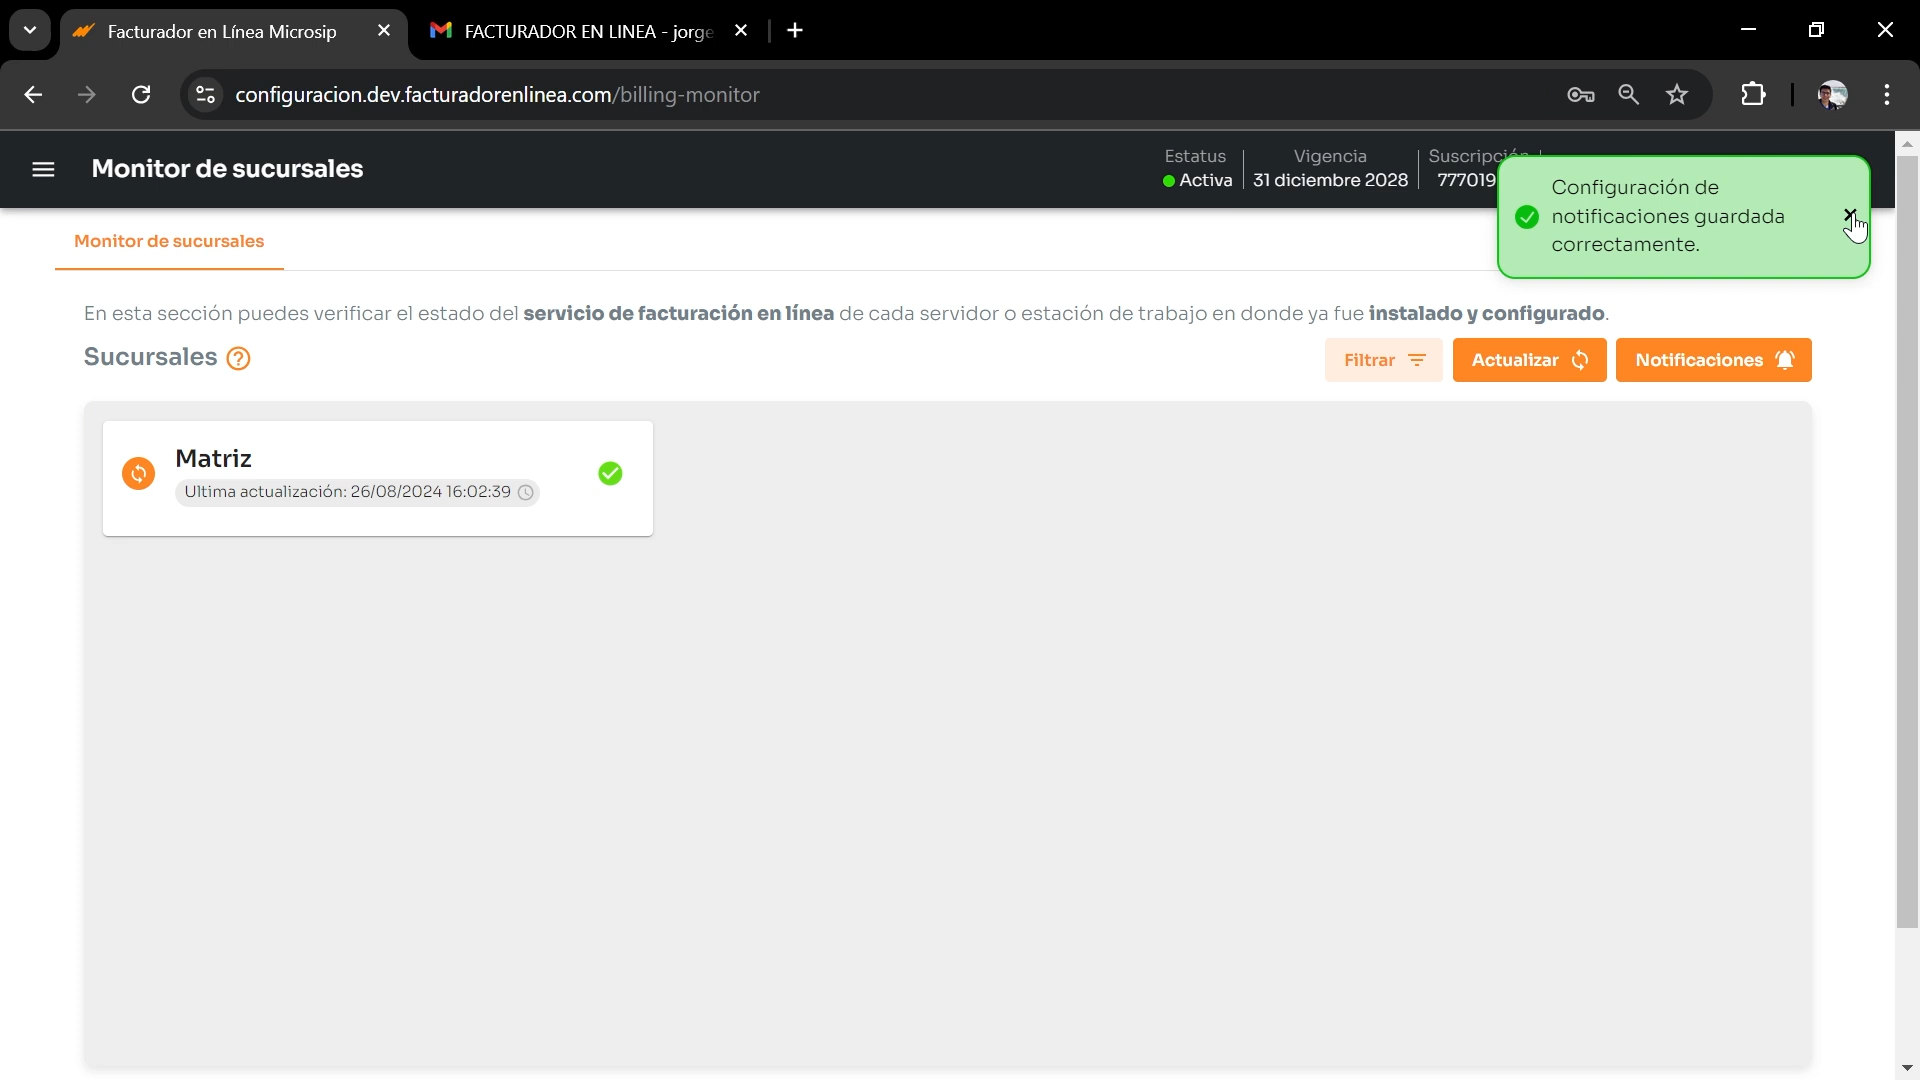 Facturador en Línea Microsip
FACTURADOR EN LINEA - jorge
configuracion.dev.facturadorenlinea.com/billing-monitor
Monitor de sucursales
Estatus
Activa
Vigencia
31 diciembre 2028
Suscripción
777019
Configuración de
notificaciones guardada
correctamente.
Monitor de sucursales
En esta sección puedes verificar el estado del servicio de facturación en línea de cada servidor o estación de trabajo en donde ya fue instalado y configurado.
Sucursales
Filtrar
Actualizar
Notificaciones
Matriz
Ultima actualización: 26/08/2024 16:02:39